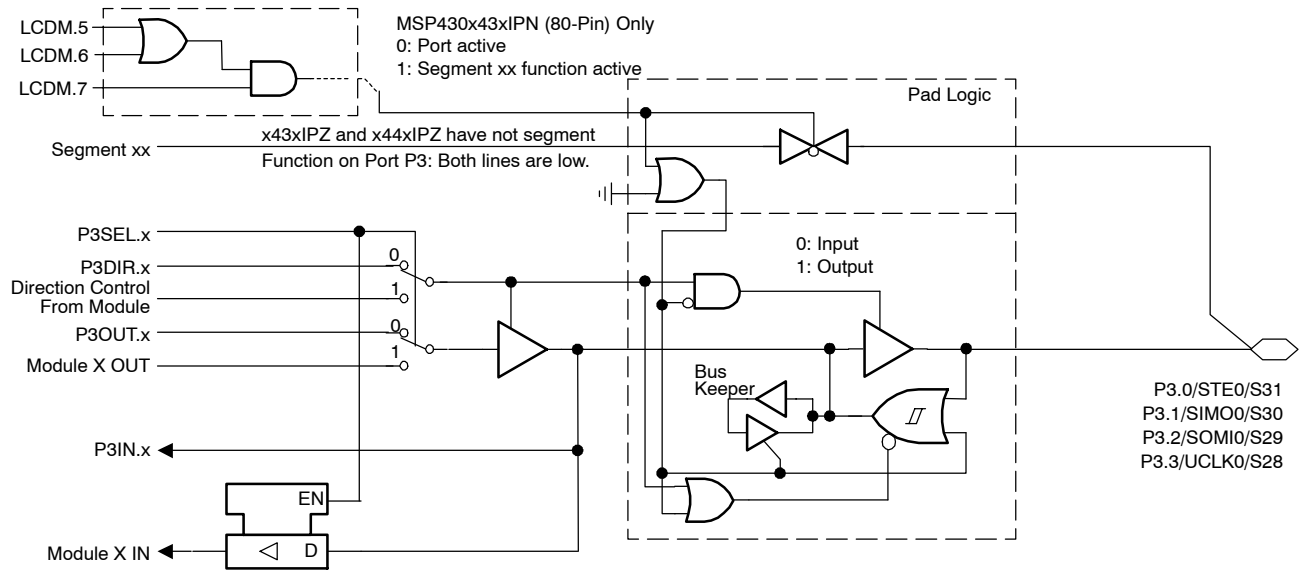 LCDM.5
LCDM.6
LCDM.7
MSP430x43xIPN (80-Pin) Only
0: Port active
1: Segment xx function active
Pad Logic
x43xIPZ and x44xIPZ have not segment
Function on Port P3: Both lines are low.
Segment xx
P3SEL.x
P3DIR.x
Direction Control
From Module
P3OUT.x
Module X OUT
0
1
0
1
0: Input
1: Output
Bus
Keeper
P3.0/STE0/S31
P3.1/SIMO0/S30
P3.2/SOMI0/S29
P3.3/UCLK0/S28
P3IN.x
EN
D
Module X IN